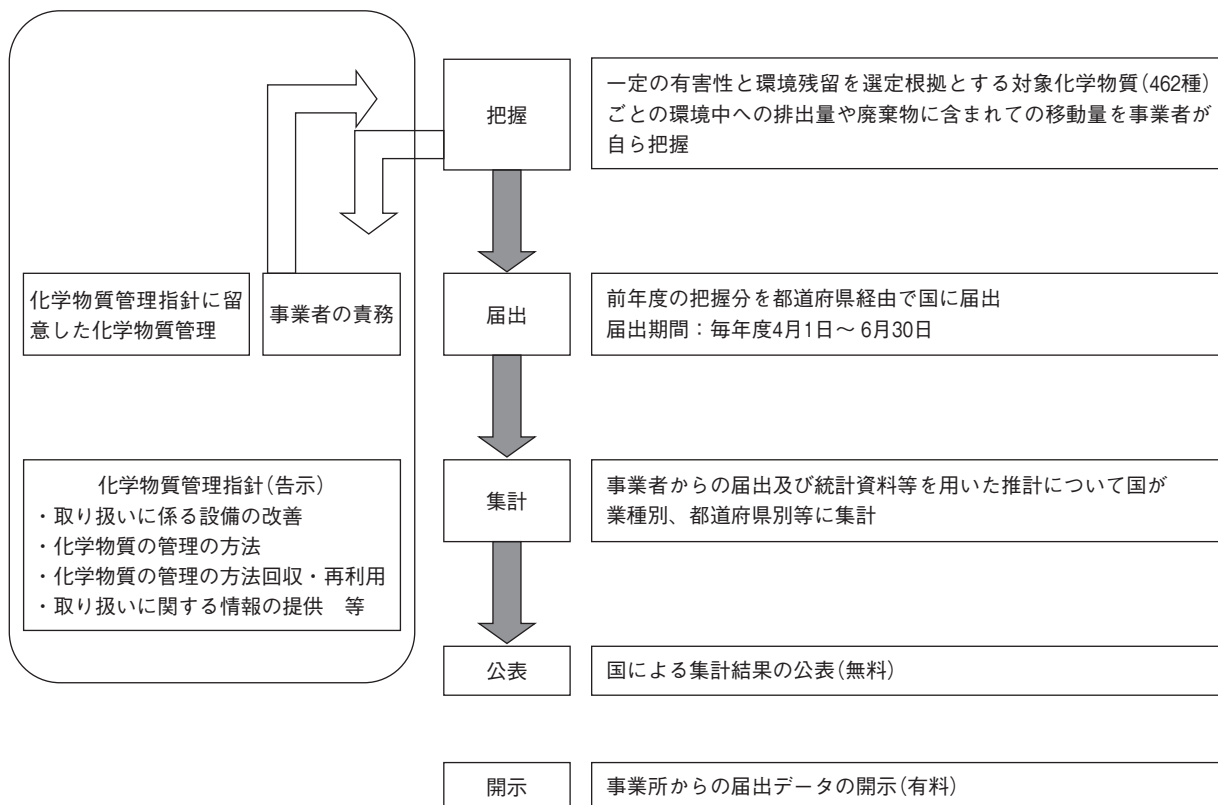 把握
一定の有害性と環境残留を選定根拠とする対象化学物質(462種)
ごとの環境中への排出量や廃棄物に含まれての移動量を事業者が
自ら把握
化学物質管理指針に留
意した化学物質管理
事業者の責務
届出
前年度の把握分を都道府県経由で国に届出
届出期間：毎年度4月1日～6月30日
化学物質管理指針(告示)
・取り扱いに係る設備の改善
・化学物質の管理の方法
・化学物質の管理の方法回収・再利用
・取り扱いに関する情報の提供　等
集計
事業者からの届出及び統計資料等を用いた推計について国が
業種別、都道府県別等に集計
公表
国による集計結果の公表(無料)
開示
事業所からの届出データの開示(有料)